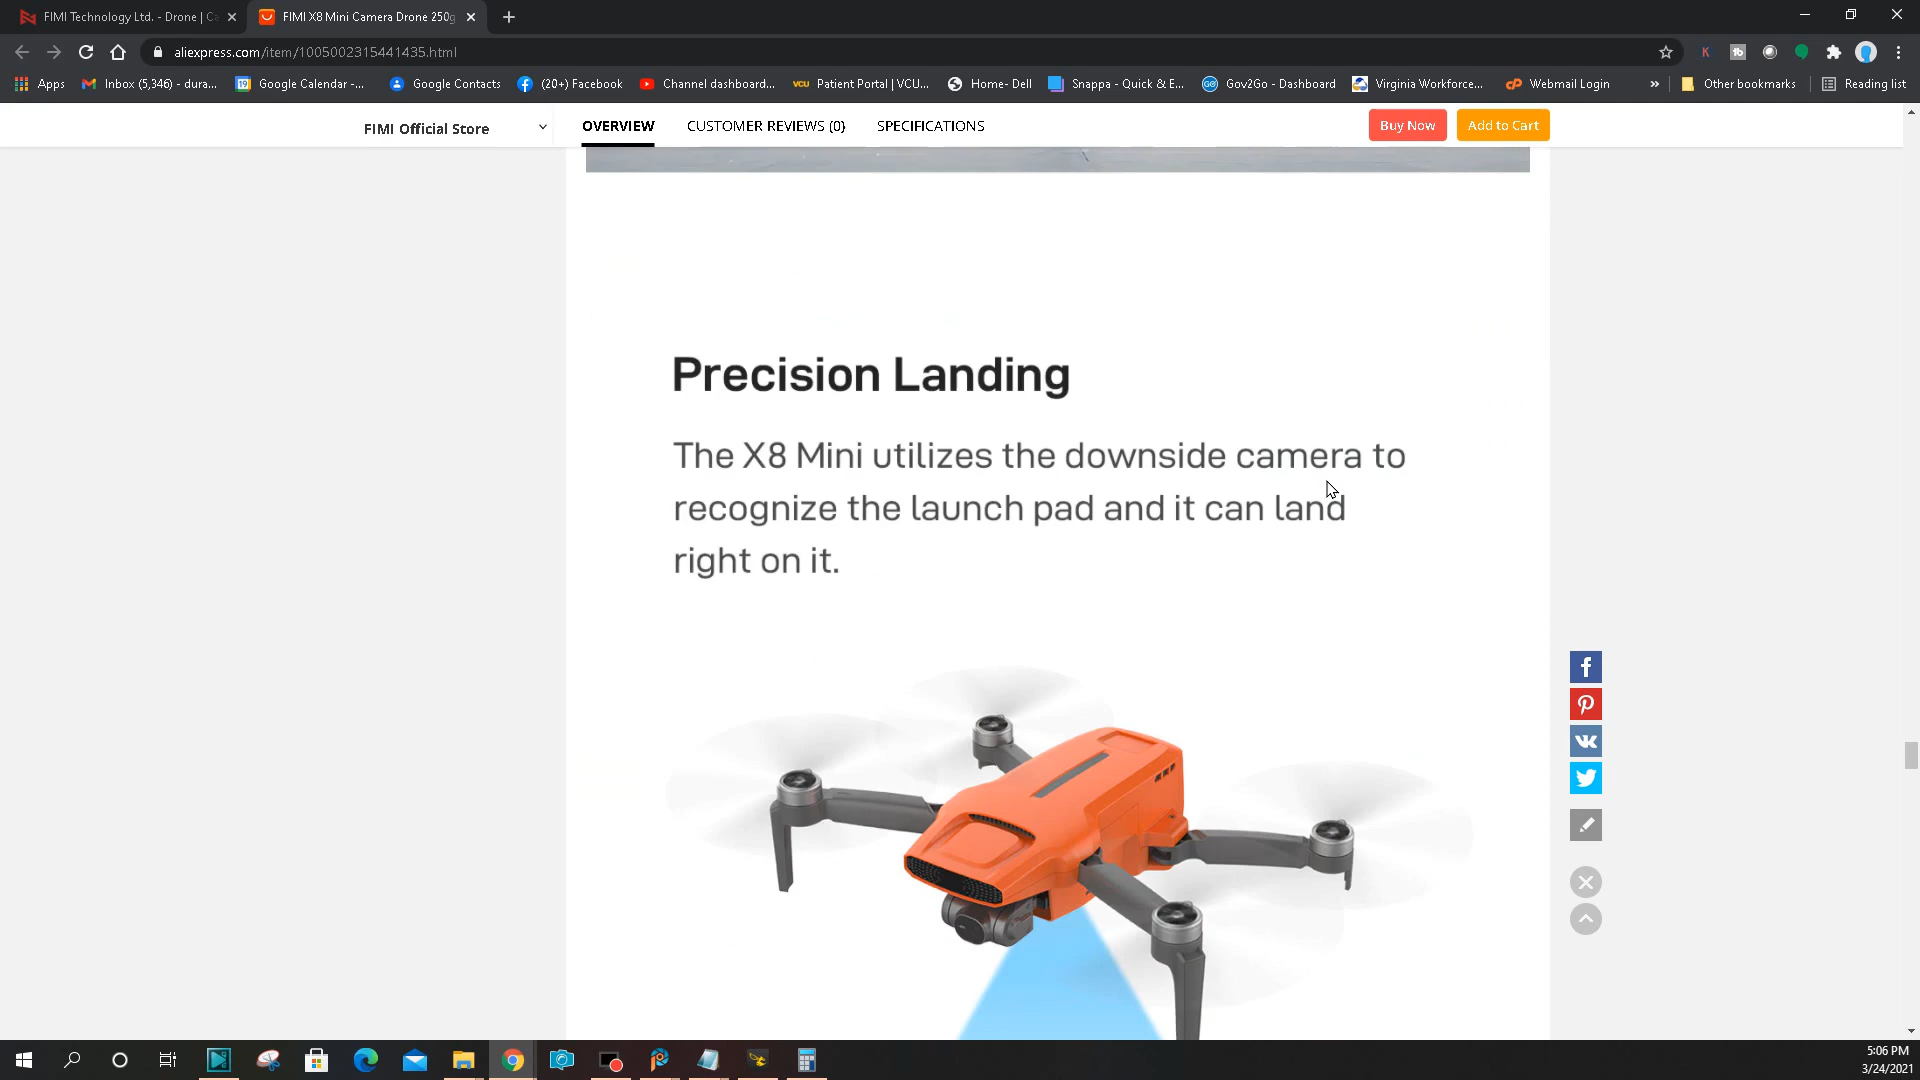 FIMI Technology Ltd. - Drone | Ca
FIMI X8 Mini Camera Drone 250g
aliexpress.com/item/1005002315441435.html
Apps
Inbox (5,346) - dura...
Google Calendar -...
Google Contacts
(20+) Facebook
Channel dashboard...
VCU Patient Portal | VCU...
Home- Dell
Snappa - Quick & E...
Gov2Go - Dashboard
Virginia Workforce...
Webmail Login
»
Other bookmarks
Reading list
FIMI Official Store
OVERVIEW
CUSTOMER REVIEWS (0)
SPECIFICATIONS
Buy Now
Add to Cart
Precision Landing
The X8 Mini utilizes the downside camera to
recognize the launch pad and it can land
right on it.
5:06 PM
3/24/2021